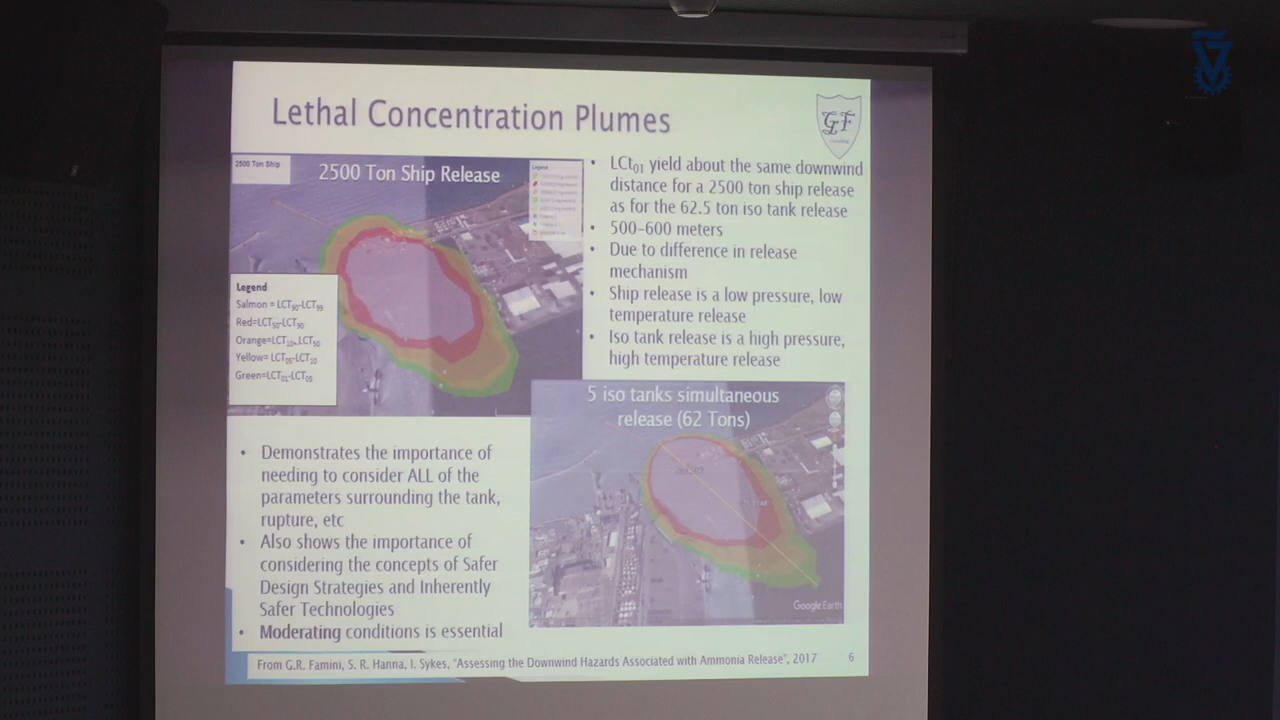 Lethal Concentration Plumes
GF
2500 Ton Ship
2500 Ton Ship Release
Legend
Legend
Salmon = LCT90-LCT99
Red=LCT50-LCT90
Orange=LCT10-LCT50
Yellow= LCT05-LCT10
Green=LCT01-LCT05
• LCt01 yield about the same downwind
distance for a 2500 ton ship release
as for the 62.5 ton iso tank release
• 500-600 meters
• Due to difference in release
mechanism
• Ship release is a low pressure, low
temperature release
• Iso tank release is a high pressure,
high temperature release
5 iso tanks simultaneous
release (62 Tons)
Google Earth
• Demonstrates the importance of
needing to consider ALL of the
parameters surrounding the tank,
rupture, etc
• Also shows the importance of
considering the concepts of Safer
Design Strategies and Inherently
Safer Technologies
• Moderating conditions is essential
From G.R. Famini, S. R. Hanna, I. Sykes, "Assessing the Downwind Hazards Associated with Ammonia Release", 2017
6